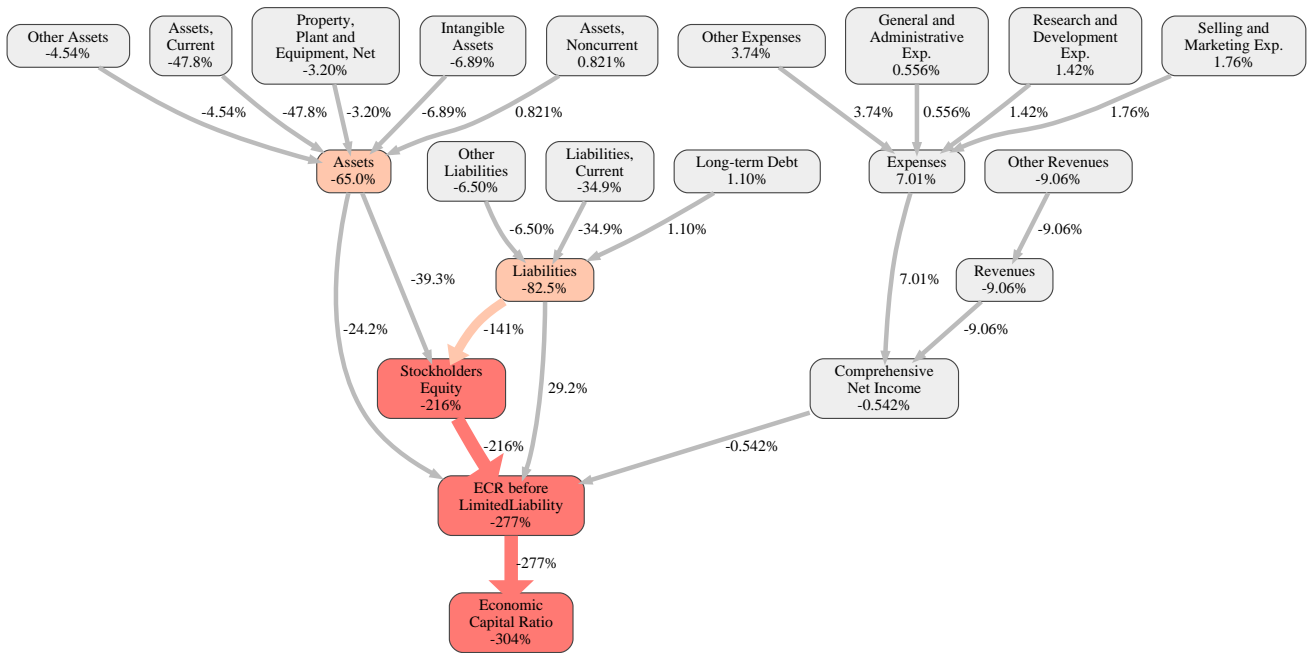 Other Assets
-4.54%
Assets,
Current
-47.8%
Property,
Plant and
Equipment, Net
-3.20%
Intangible
Assets
-6.89%
Assets,
Noncurrent
0.821%
Other Expenses
3.74%
General and
Administrative
Exp.
0.556%
Research and
Development
Exp.
1.42%
Selling and
Marketing Exp.
1.76%
-4.54%
-47.8%
-3.20%
-6.89%
0.821%
3.74%
0.556%
1.42%
1.76%
Assets
-65.0%
Other
Liabilities
-6.50%
Liabilities,
Current
-34.9%
Long-term Debt
1.10%
Expenses
7.01%
Other Revenues
-9.06%
-6.50%
-34.9%
1.10%
-9.06%
-39.3%
Liabilities
-82.5%
7.01%
Revenues
-9.06%
-24.2%
-141%
-9.06%
Stockholders
Equity
-216%
29.2%
Comprehensive
Net Income
-0.542%
-216%
-0.542%
ECR before
LimitedLiability
-277%
-277%
Economic
Capital Ratio
-304%